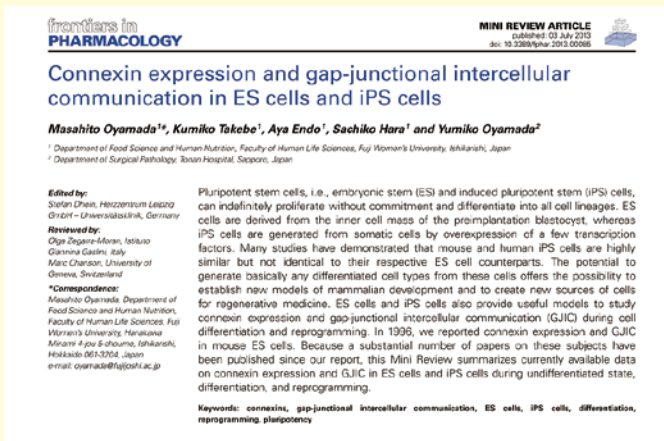 frontiers in
PHARMACOLOGY
MINI REVIEW ARTICLE
published: 03 July 2013
doi: 10.3389/fphar.2013.00085
Connexin expression and gap-junctional intercellular
communication in ES cells and iPS cells
Masahito Oyamada¹*, Kumiko Takebe¹, Aya Endo¹, Sachiko Hara¹ and Yumiko Oyamada²
¹ Department of Food Science and Human Nutrition, Faculty of Human Life Sciences, Fuji Women's University, Ishikarishi, Japan
² Department of Surgical Pathology, Tonan Hospital, Sapporo, Japan
Edited by:
Stefan Dhein, Herzzentrum Leipzig
GmbH – Universitätsklinik, Germany
Reviewed by:
Olga Zegarra-Moran, Istituto
Giannina Gaslini, Italy
Marc Chanson, University of
Geneva, Switzerland
*Correspondence:
Masahito Oyamada, Department of
Food Science and Human Nutrition,
Faculty of Human Life Sciences, Fuji
Women's University, Hanakawa
Minami 4-jou 5-choume, Ishikarishi,
Hokkaido 061-3204, Japan
e-mail: oyamada@fujijoshi.ac.jp
Pluripotent stem cells, i.e., embryonic stem (ES) and induced pluripotent stem (iPS) cells,
can indefinitely proliferate without commitment and differentiate into all cell lineages. ES
cells are derived from the inner cell mass of the preimplantation blastocyst, whereas
iPS cells are generated from somatic cells by overexpression of a few transcription
factors. Many studies have demonstrated that mouse and human iPS cells are highly
similar but not identical to their respective ES cell counterparts. The potential to
generate basically any differentiated cell types from these cells offers the possibility to
establish new models of mammalian development and to create new sources of cells
for regenerative medicine. ES cells and iPS cells also provide useful models to study
connexin expression and gap-junctional intercellular communication (GJIC) during cell
differentiation and reprogramming. In 1996, we reported connexin expression and GJIC
in mouse ES cells. Because a substantial number of papers on these subjects have
been published since our report, this Mini Review summarizes currently available data
on connexin expression and GJIC in ES cells and iPS cells during undifferentiated state,
differentiation, and reprogramming.
Keywords: connexins, gap-junctional intercellular communication, ES cells, iPS cells, differentiation,
reprogramming, pluripotency